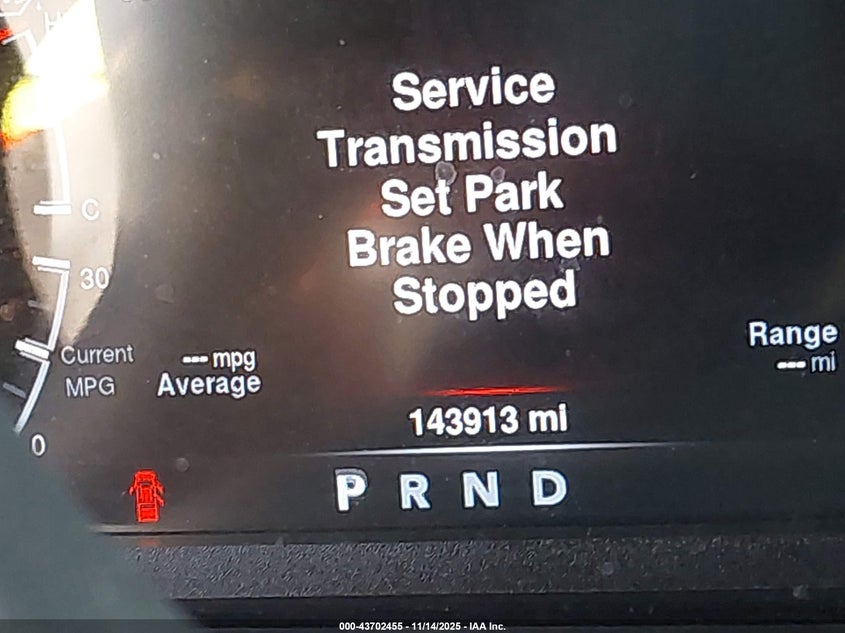 H
Service
Transmission
Set Park
Brake When
Stopped
C
30
Current
MPG
--- mpg
Average
Range
--- mi
0
143913 mi
P R N D
000-43702455 - 11/14/2025 - IAA Inc.